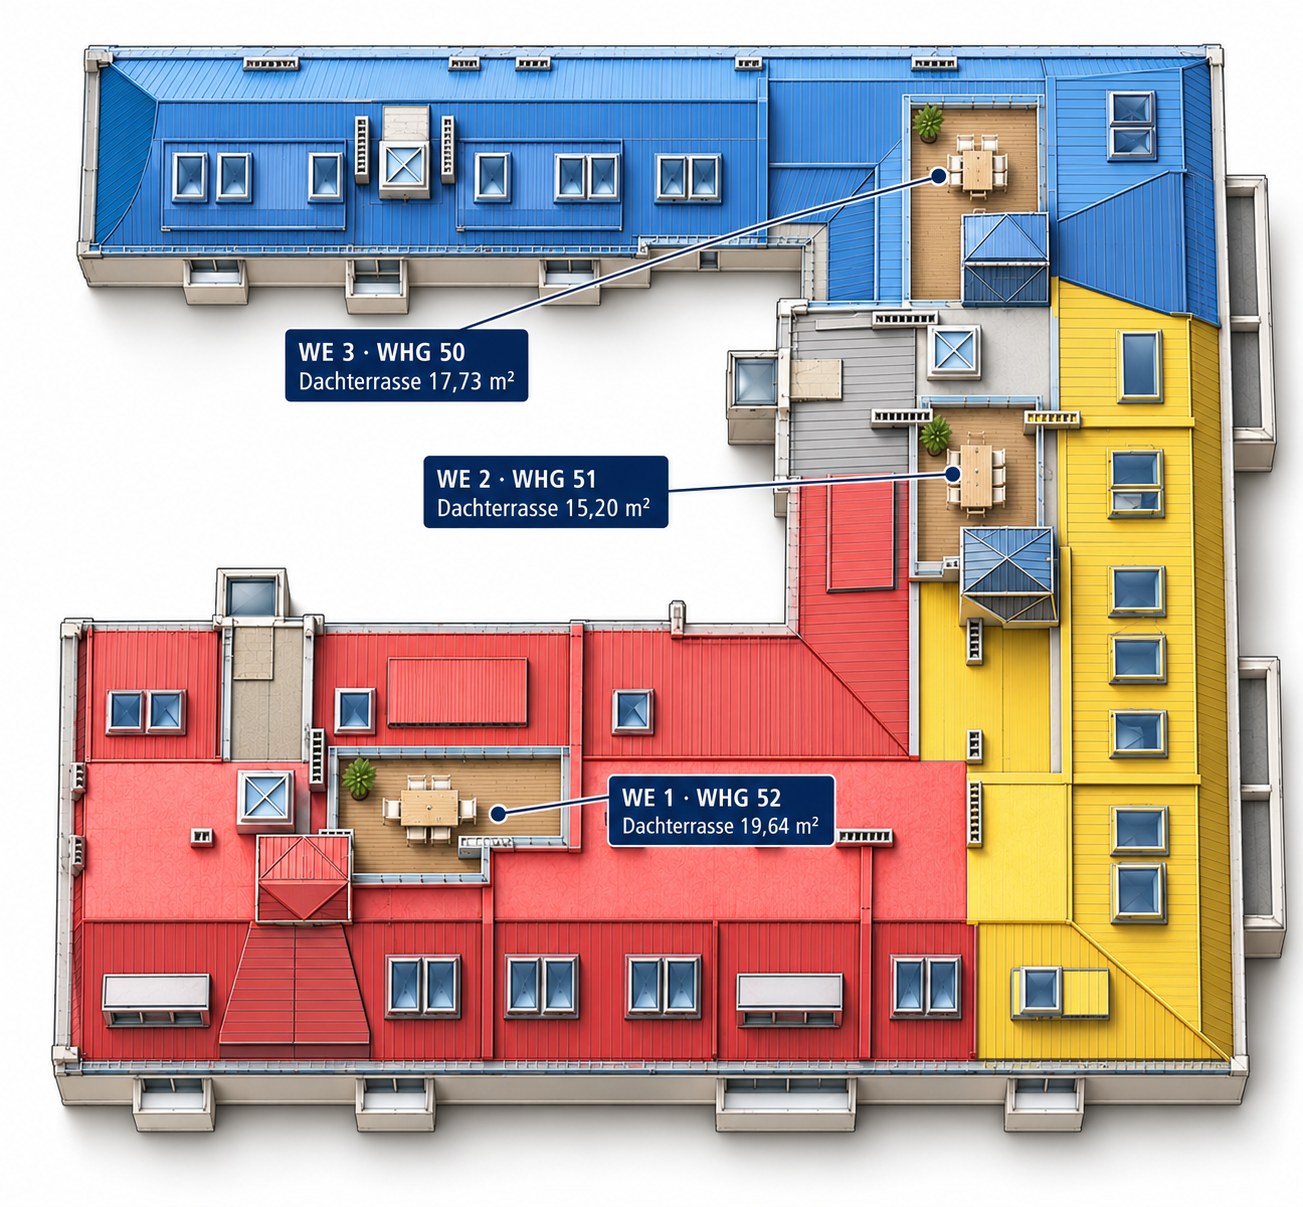 WE 3 · WHG 50
Dachterrasse 17,73 m²
WE 2 · WHG 51
Dachterrasse 15,20 m²
WE 1 · WHG 52
Dachterrasse 19,64 m²